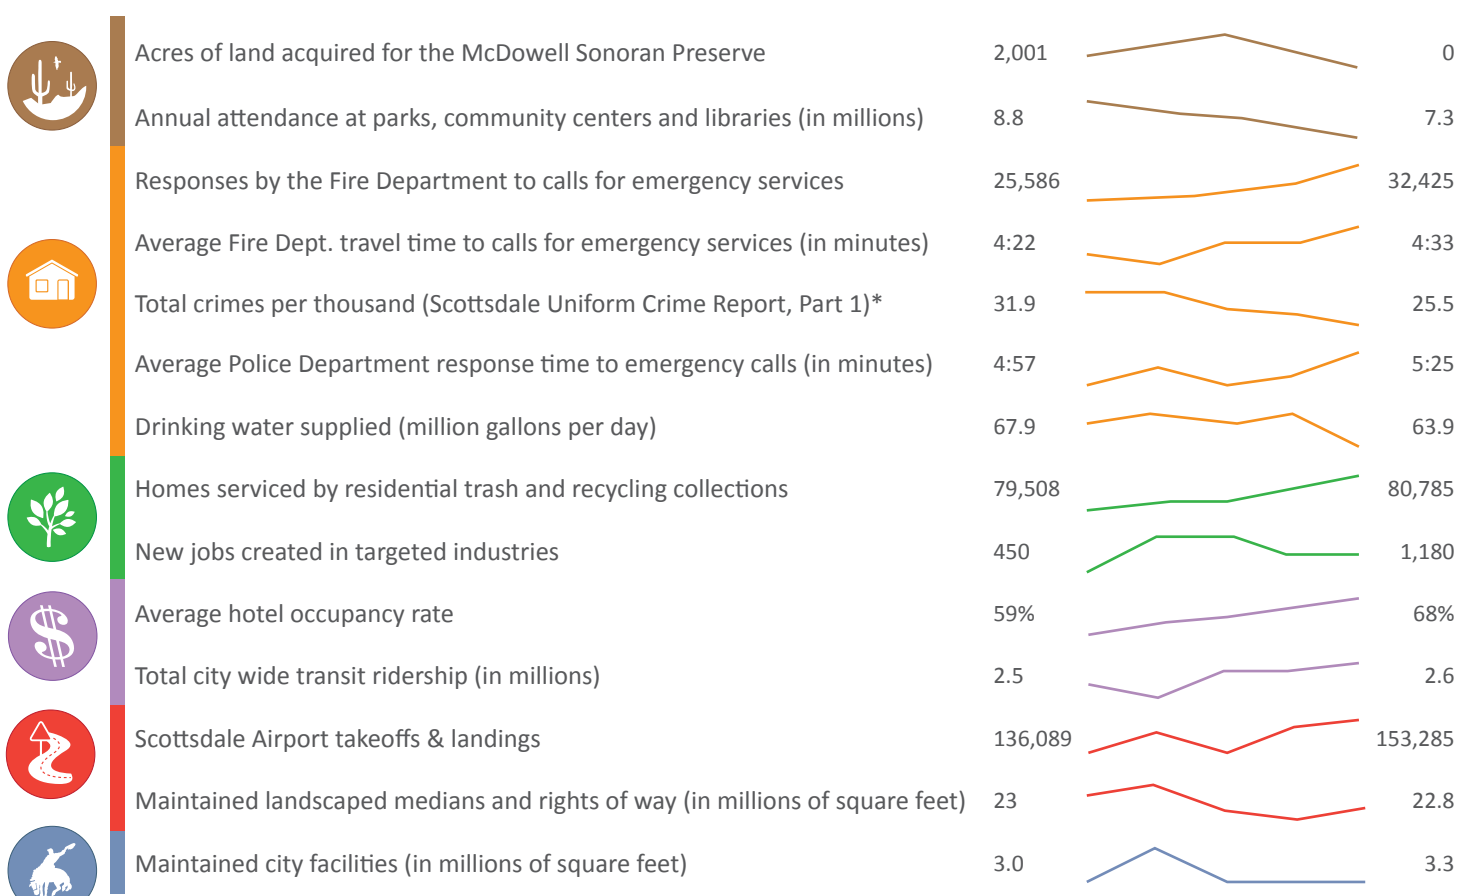 Acres of land acquired for the McDowell Sonoran Preserve 2,001 0
Annual attendance at parks, community centers and libraries (in millions) 8.8 7.3
Responses by the Fire Department to calls for emergency services 25,586 32,425
Average Fire Dept. travel time to calls for emergency services (in minutes) 4:22 4:33
Total crimes per thousand (Scottsdale Uniform Crime Report, Part 1)* 31.9 25.5
Average Police Department response time to emergency calls (in minutes) 4:57 5:25
Drinking water supplied (million gallons per day) 67.9 63.9
Homes serviced by residential trash and recycling collections 79,508 80,785
New jobs created in targeted industries 450 1,180
Average hotel occupancy rate 59% 68%
Total city wide transit ridership (in millions) 2.5 2.6
Scottsdale Airport takeoffs & landings 136,089 153,285
Maintained landscaped medians and rights of way (in millions of square feet) 23 22.8
Maintained city facilities (in millions of square feet) 3.0 3.3
$